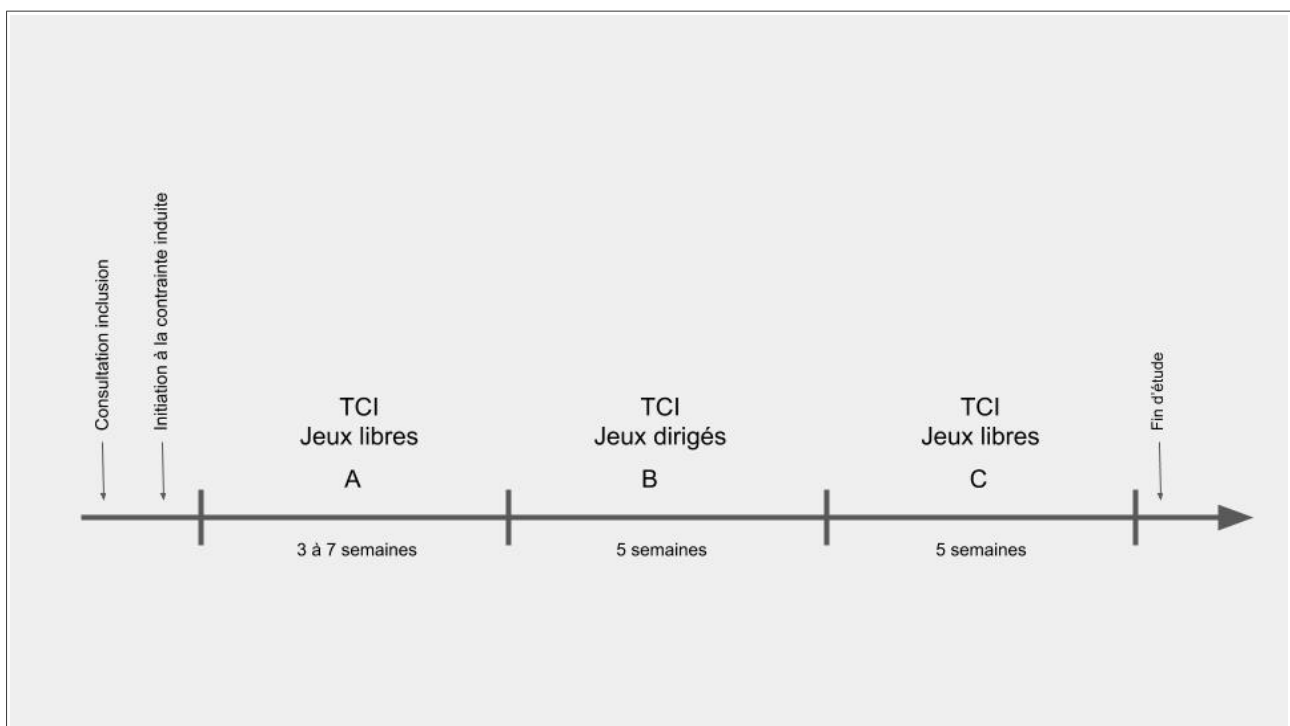 Consultation inclusion
Initiation à la contrainte induite
TCI
Jeux libres
A
3 à 7 semaines
TCI
Jeux dirigés
B
5 semaines
TCI
Jeux libres
C
5 semaines
Fin d'étude